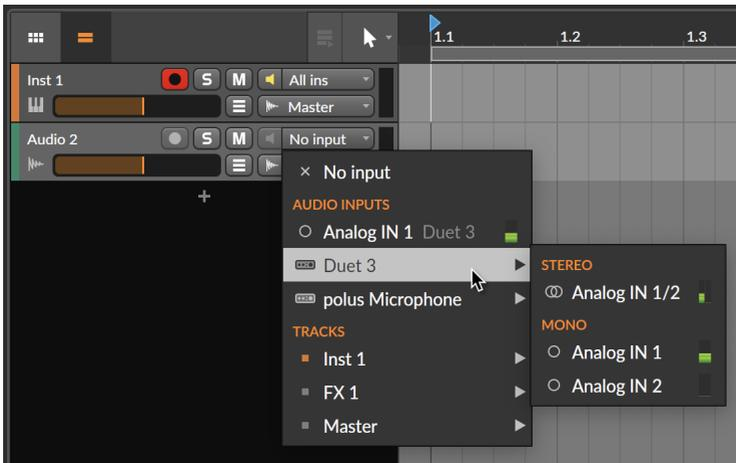 1.1 1.2 1.3
Inst 1 S M All ins
Master
Audio 2 S M No input
No input
AUDIO INPUTS
Analog IN 1 Duet 3
Duet 3
polus Microphone
TRACKS
Inst 1
FX 1
Master
STEREO
Analog IN 1/2
MONO
Analog IN 1
Analog IN 2